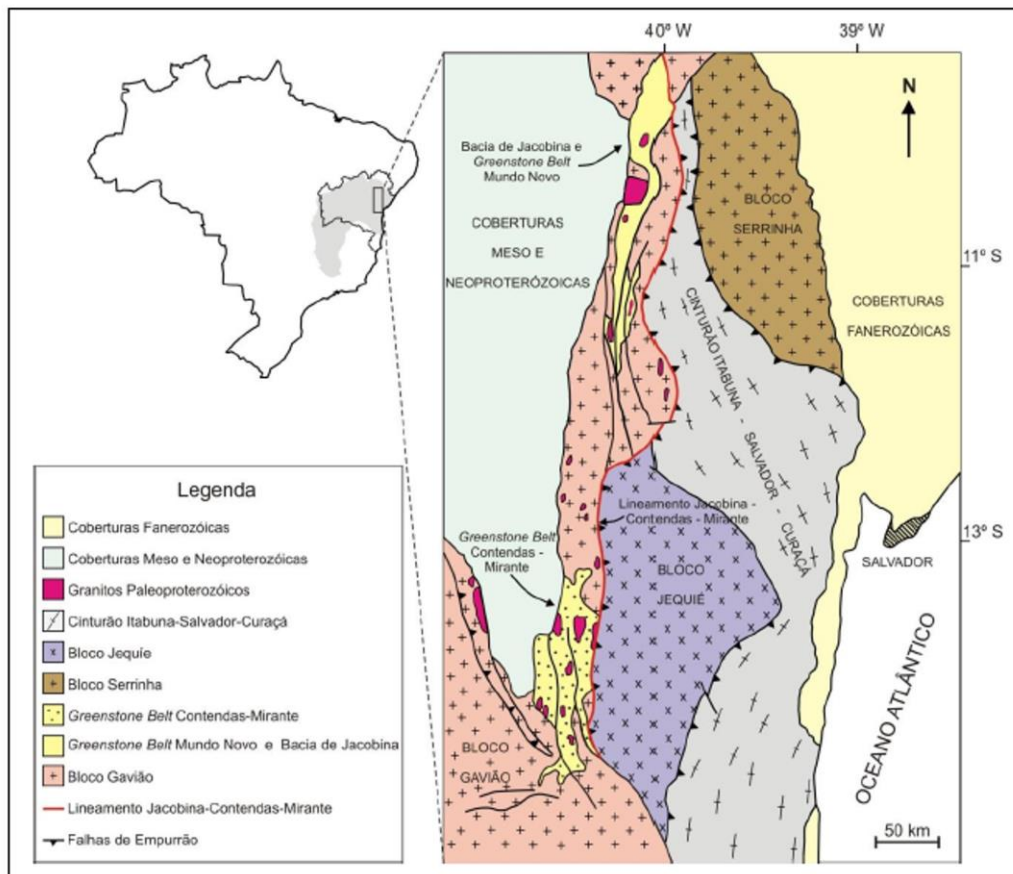 40º W
39º W
N
Bacia de Jacobina e
Greenstone Belt
Mundo Novo
COBERTURAS
MESO E
NEOPROTERÓZOICAS
BLOCO
SERRINHA
11º S
COBERTURAS
FANEROZÓICAS
CINTURÃO ITABUNA - SALVADOR - CURAÇÁ
Lineamento Jacobina -
Contendas - Mirante
Greenstone Belt
Contendas -
Mirante
13º S
SALVADOR
BLOCO
JEQUIÉ
BLOCO
GAVIÃO
OCEANO ATLÂNTICO
50 km
Legenda
Coberturas Fanerozóicas
Coberturas Meso e Neoproterozóicas
Granitos Paleoproterozóicos
Cinturão Itabuna-Salvador-Curaçá
Bloco Jequíe
Bloco Serrinha
Greenstone Belt Contendas-Mirante
Greenstone Belt Mundo Novo e Bacia de Jacobina
Bloco Gavião
Lineamento Jacobina-Contendas-Mirante
Falhas de Empurrão